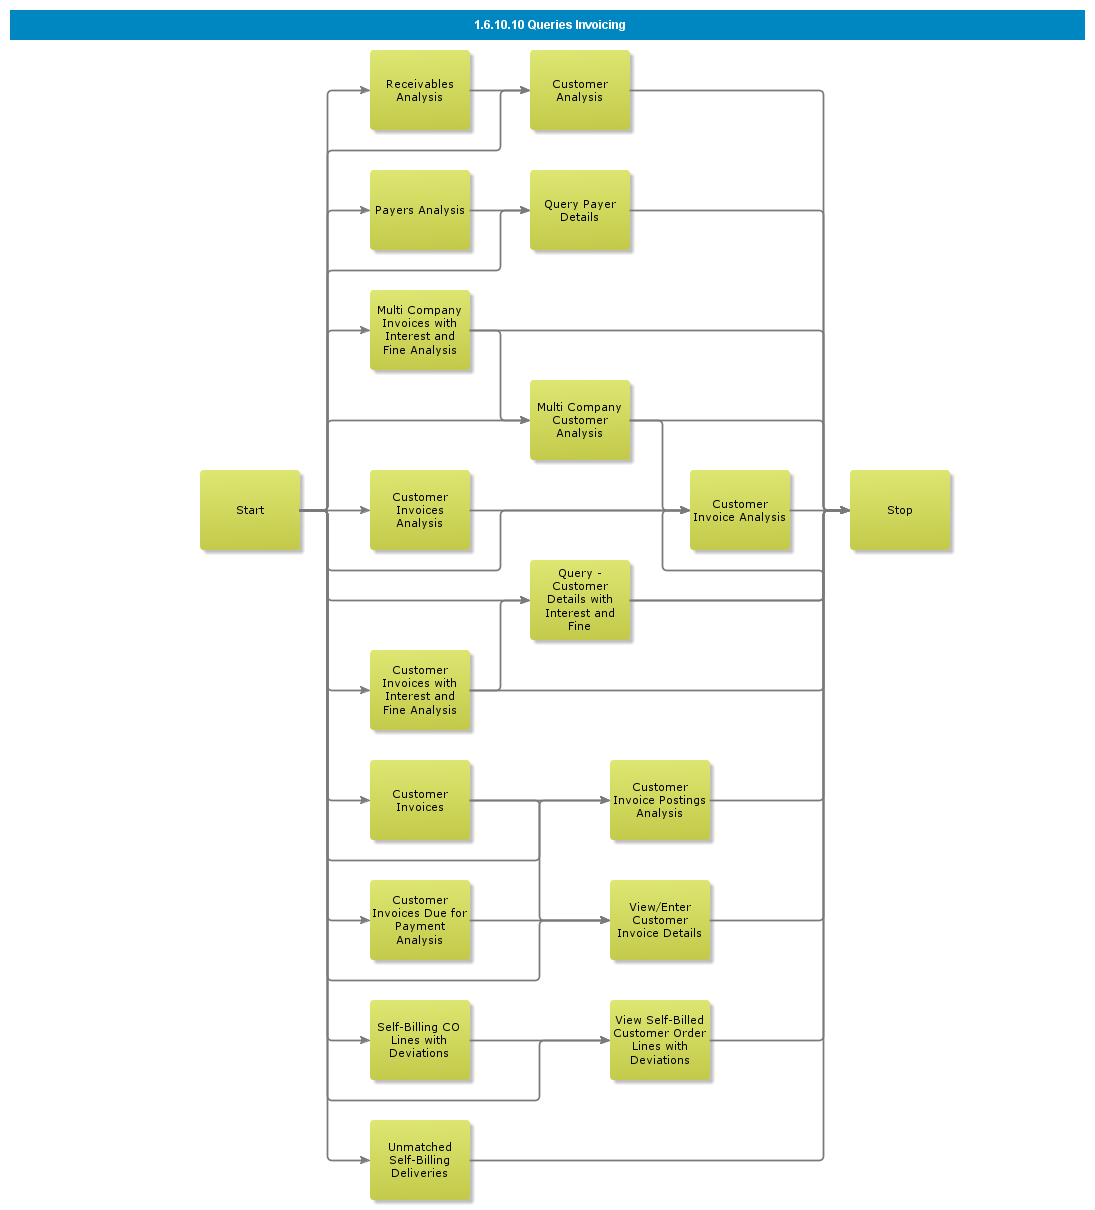 1.6.10.10 Queries Invoicing
Receivables
Analysis
Customer
Analysis
Payers Analysis
Query Payer
Details
Multi Company
Invoices with
Interest and
Fine Analysis
Multi Company
Customer
Analysis
Start
Customer
Invoices
Analysis
Customer
Invoice Analysis
Stop
Query -
Customer
Details with
Interest and
Fine
Customer
Invoices with
Interest and
Fine Analysis
Customer
Invoices
Customer
Invoice Postings
Analysis
Customer
Invoices Due for
Payment
Analysis
View/Enter
Customer
Invoice Details
Self-Billing CO
Lines with
Deviations
View Self-Billed
Customer Order
Lines with
Deviations
Unmatched
Self-Billing
Deliveries